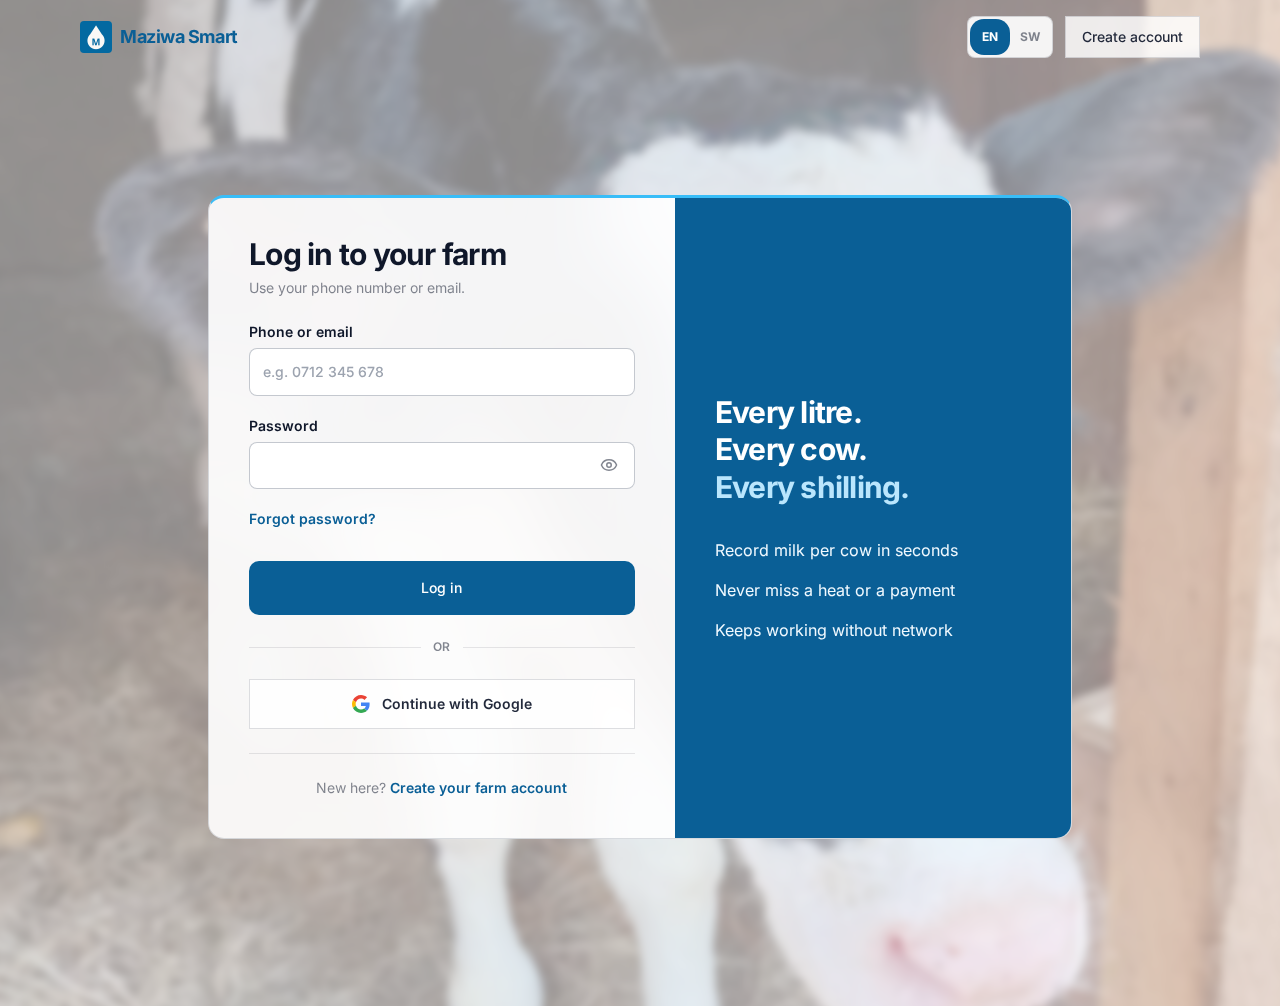 M
Maziwa Smart
EN
SW
Create account
Log in to your farm
Use your phone number or email.
Phone or email
e.g. 0712 345 678
Password
Forgot password?
Log in
OR
Continue with Google
New here? Create your farm account
Every litre.
Every cow.
Every shilling.
Record milk per cow in seconds
Never miss a heat or a payment
Keeps working without network